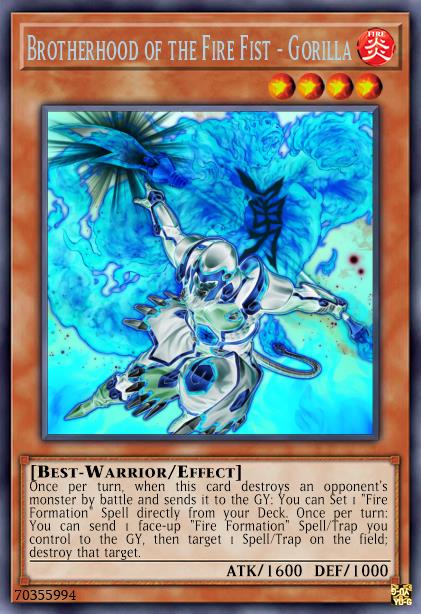 BROTHERHOOD OF THE FIRE FIST - GORILLA
FIRE
炎
[BEST-WARRIOR/EFFECT]
Once per turn, when this card destroys an opponent's
monster by battle and sends it to the GY: You can Set 1 "Fire
Formation" Spell directly from your Deck. Once per turn:
You can send 1 face-up "Fire Formation" Spell/Trap you
control to the GY, then target 1 Spell/Trap on the field;
destroy that target.
ATK/1600 DEF/1000
70355994